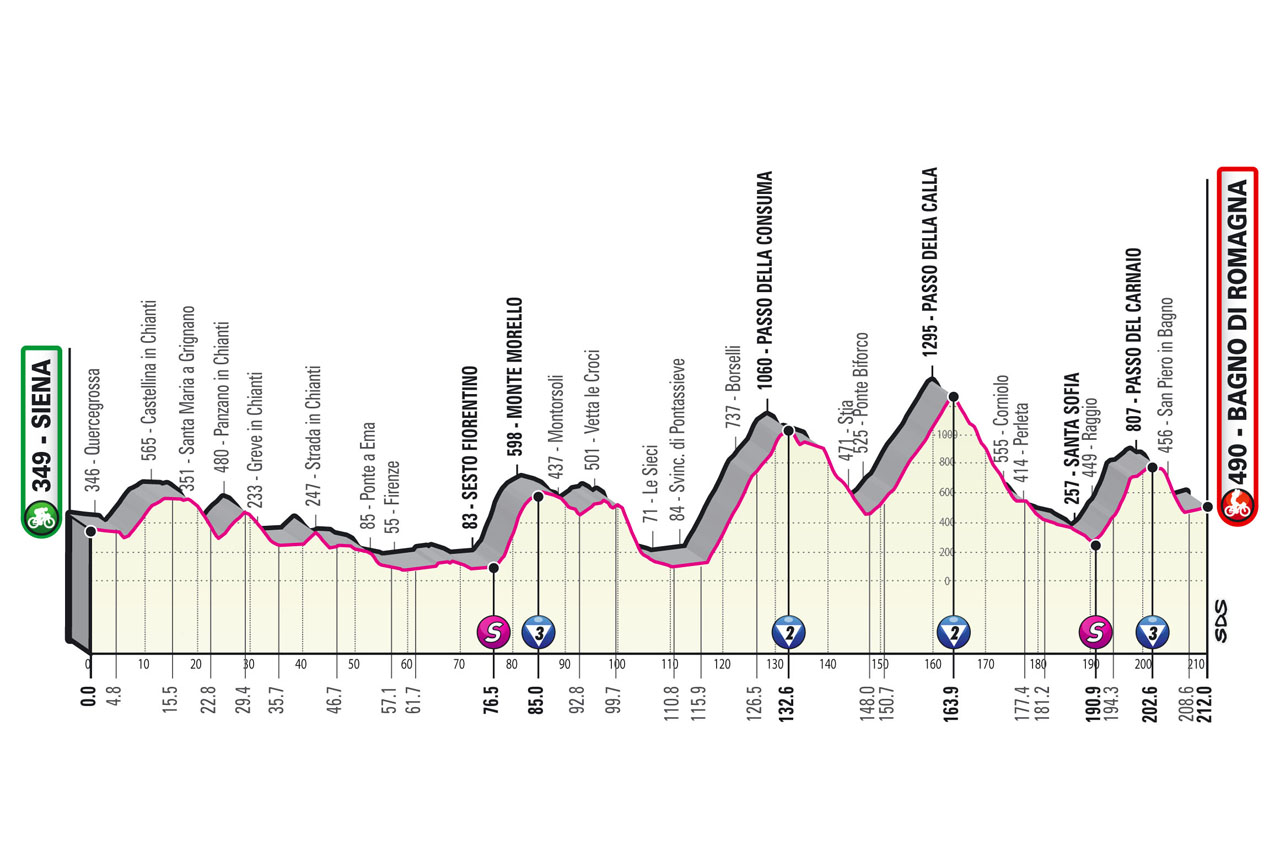 349 - SIENA
346 - Quercegrossa
565 - Castellina in Chianti
351 - Santa Maria a Grignano
480 - Panzano in Chianti
233 - Greve in Chianti
247 - Strada in Chianti
85 - Ponte a Ema
55 - Firenze
83 - SESTO FIORENTINO
598 - MONTE MORELLO
437 - Montorsoli
501 - Vetta le Croci
71 - Le Sieci
84 - Svinc. di Pontassieve
737 - Borselli
1060 - PASSO DELLA CONSUMA
471 - Stia
525 - Ponte Biforco
1295 - PASSO DELLA CALLA
555 - Corniolo
414 - Perleta
257 - SANTA SOFIA
449 - Raggio
807 - PASSO DEL CARNAIO
456 - San Piero in Bagno
490 - BAGNO DI ROMAGNA
1000
800
600
400
200
0
S
3
2
2
S
3
SDS
0 10 20 30 40 50 60 70 80 90 100 110 120 130 140 150 160 170 180 190 200 210
0.0
4.8
15.5
22.8
29.4
35.7
46.7
57.1
61.7
76.5
85.0
92.8
99.7
110.8
115.9
126.5
132.6
148.0
150.7
163.9
177.4
181.2
190.9
194.3
202.6
208.6
212.0